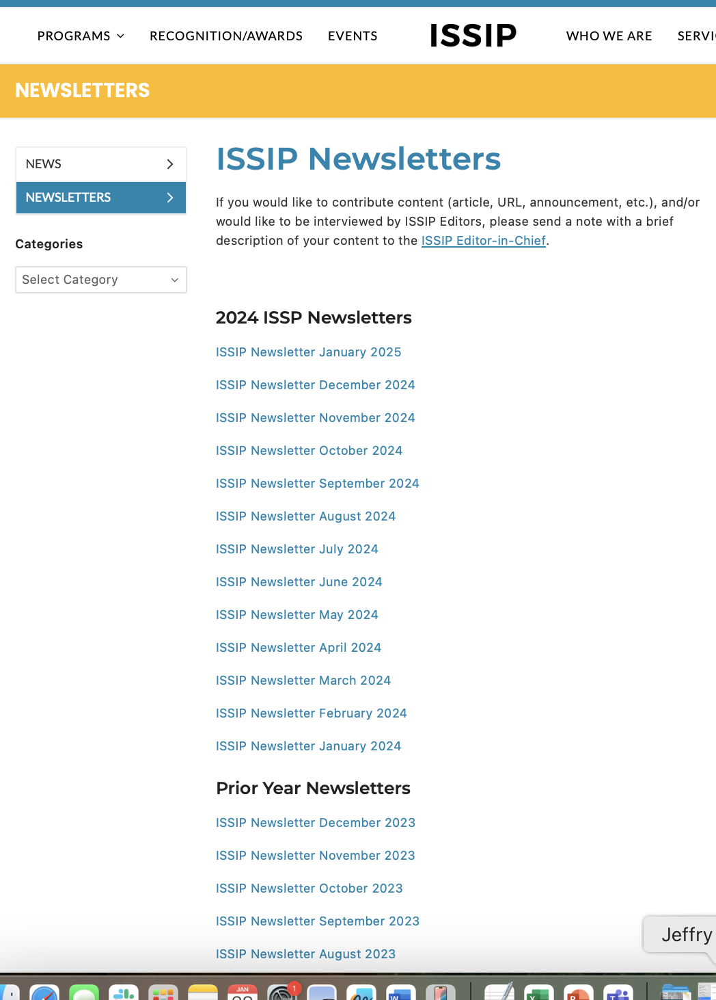 PROGRAMS
RECOGNITION/AWARDS
EVENTS
ISSIP
WHO WE ARE
NEWSLETTERS
NEWS
NEWSLETTERS
Categories
Select Category
ISSIP Newsletters
If you would like to contribute content (article, URL, announcement, etc.), and/or
would like to be interviewed by ISSIP Editors, please send a note with a brief
description of your content to the ISSIP Editor-in-Chief.
2024 ISSP Newsletters
ISSIP Newsletter January 2025
ISSIP Newsletter December 2024
ISSIP Newsletter November 2024
ISSIP Newsletter October 2024
ISSIP Newsletter September 2024
ISSIP Newsletter August 2024
ISSIP Newsletter July 2024
ISSIP Newsletter June 2024
ISSIP Newsletter May 2024
ISSIP Newsletter April 2024
ISSIP Newsletter March 2024
ISSIP Newsletter February 2024
ISSIP Newsletter January 2024
Prior Year Newsletters
ISSIP Newsletter December 2023
ISSIP Newsletter November 2023
ISSIP Newsletter October 2023
ISSIP Newsletter September 2023
ISSIP Newsletter August 2023
Jeffry
JAN
1
W
X
P
T